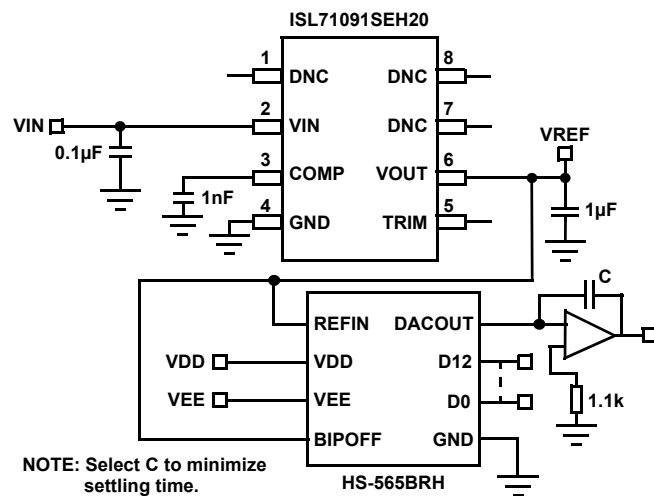 ISL71091SEH20
1
DNC
8
DNC
VIN
2
VIN
7
DNC
VREF
0.1µF
3
COMP
6
VOUT
1nF
4
GND
5
TRIM
1µF
C
REFIN
DACOUT
VDD
VDD
D12
VEE
VEE
D0
1.1k
BIPOFF
GND
NOTE: Select C to minimize
settling time.
HS-565BRH